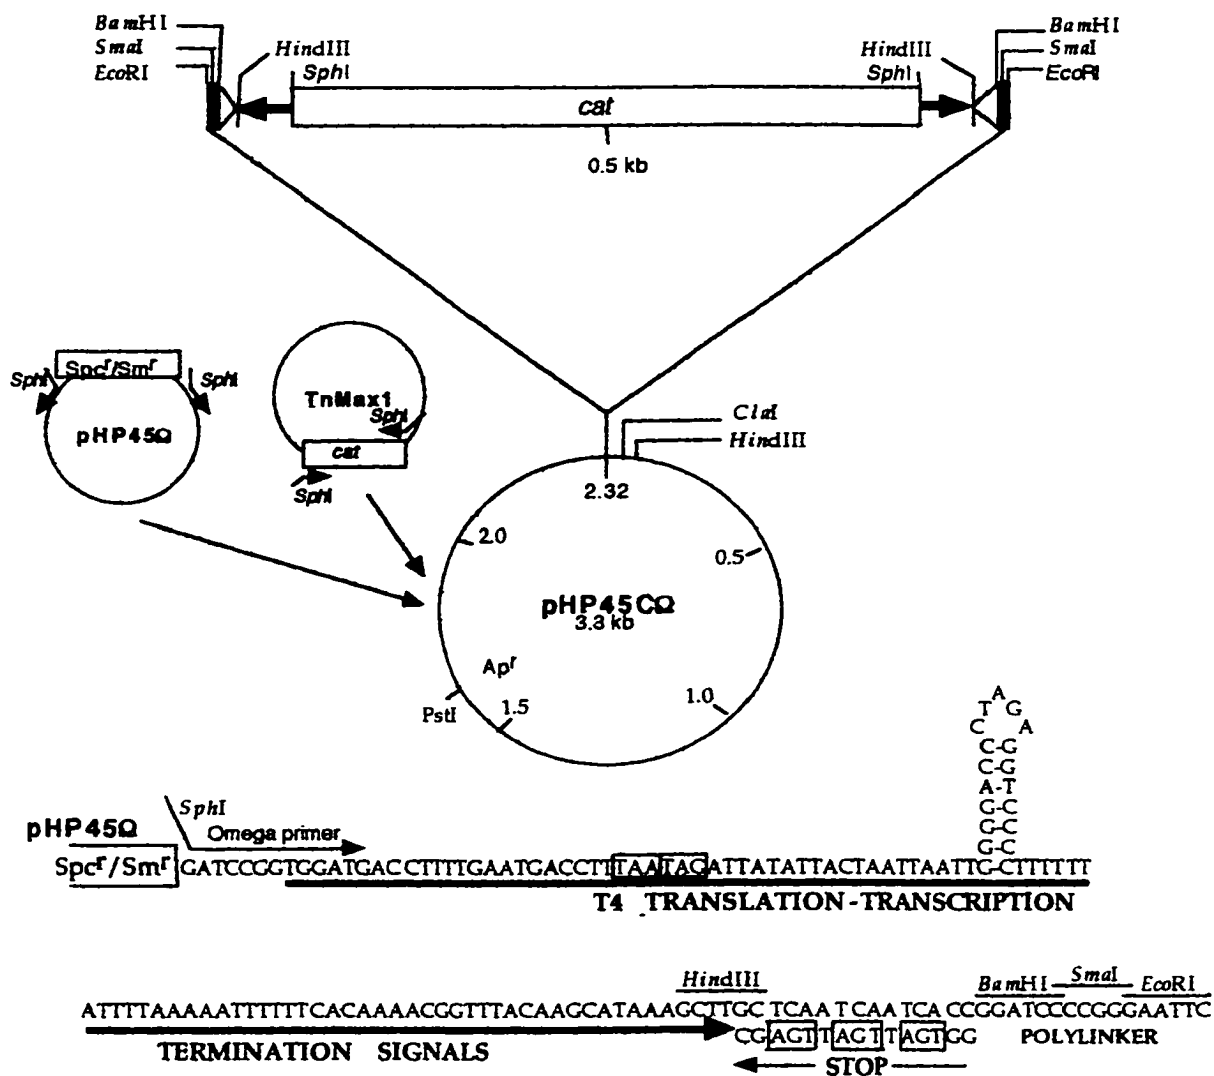 BamHI
SmaI
EcoRI
HindIII
SphI
cat
0.5 kb
HindIII
SphI
BamHI
SmaI
EcoRI
Spcʳ/Smʳ
SphI
SphI
pHP45Ω
TnMax1
SphI
cat
SphI
ClaI
HindIII
2.32
2.0
0.5
pHP45CΩ
3.3 kb
Apʳ
PstI
1.5
1.0
A
T G
C A
C-G
C-G
A-T
G-C
G-C
G-C
pHP45Ω
SphI
Omega primer
Spcʳ/Smʳ GATCCGGTGGATGACCTTTTGAATGACCTTTAATAGATTATATTACTAATTAATTG-CTTTTTT
T4 TRANSLATION-TRANSCRIPTION
HindIII BamHI SmaI EcoRI
ATTTTAAAAATTTTTTCACAAAACGGTTTACAAGCATAAAGCTTGC TCAA TCAA TCA CCGGATCCCCGGGAATTC
CGAGTTAGTTAGTGG
TERMINATION SIGNALS
STOP
POLYLINKER